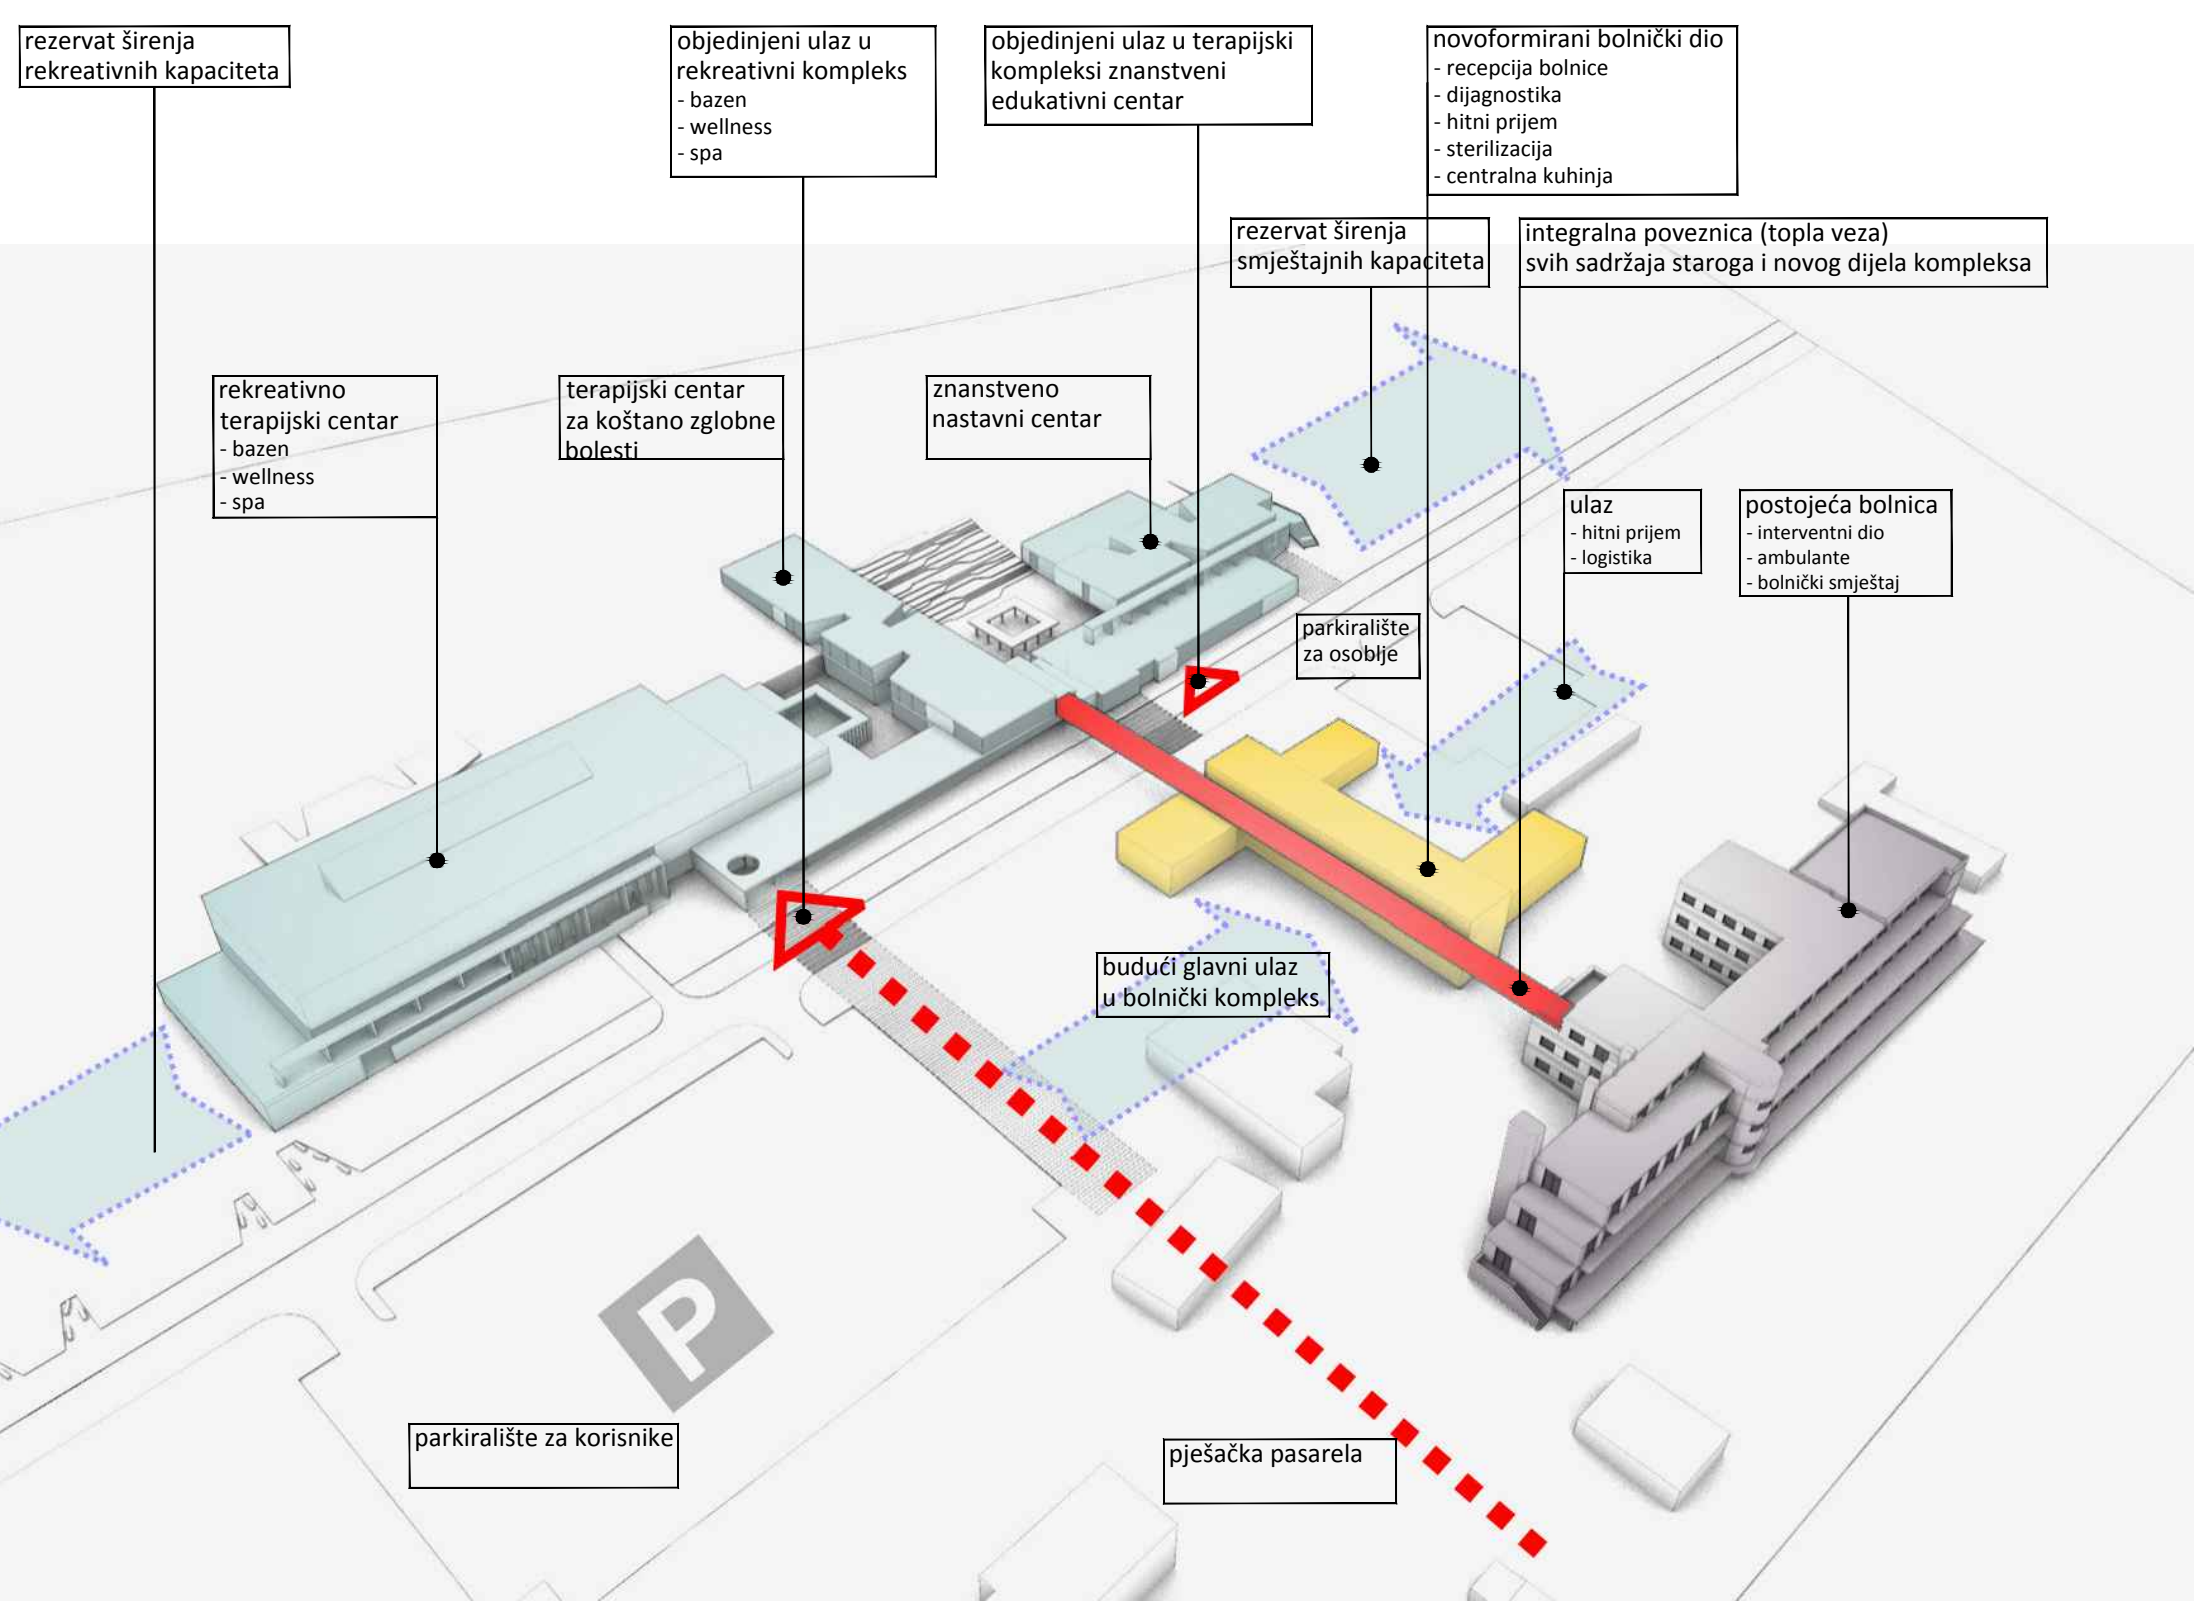 rezervat širenja
rekreativnih kapaciteta
objedinjeni ulaz u
rekreativni kompleks
- bazen
- wellness
- spa
objedinjeni ulaz u terapijski
kompleksi znanstveni
edukativni centar
novoformirani bolnički dio
- recepcija bolnice
- dijagnostika
- hitni prijem
- sterilizacija
- centralna kuhinja
rezervat širenja
smještajnih kapaciteta
integralna poveznica (topla veza)
svih sadržaja staroga i novog dijela kompleksa
rekreativno
terapijski centar
- bazen
- wellness
- spa
terapijski centar
za koštano zglobne
bolesti
znanstveno
nastavni centar
ulaz
- hitni prijem
- logistika
postojeća bolnica
- interventni dio
- ambulante
- bolnički smještaj
parkiralište
za osoblje
budući glavni ulaz
u bolnički kompleks
P
parkiralište za korisnike
pješačka pasarela